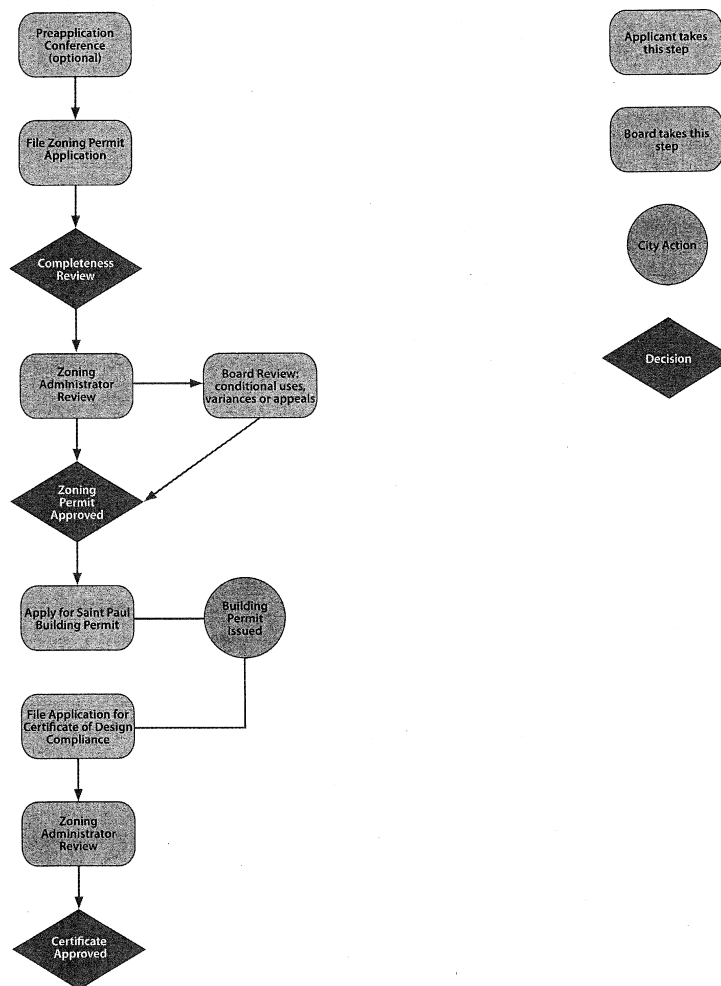 Preapplication
Conference
(optional)
File Zoning Permit
Application
Completeness
Review
Zoning
Administrator
Review
Board Review:
conditional uses,
variances or appeals
Zoning
Permit
Approved
Apply for Saint Paul
Building Permit
Building
Permit
Issued
File Application for
Certificate of Design
Compliance
Zoning
Administrator
Review
Certificate
Approved
Applicant takes
this step
Board takes this
step
City Action
Decision